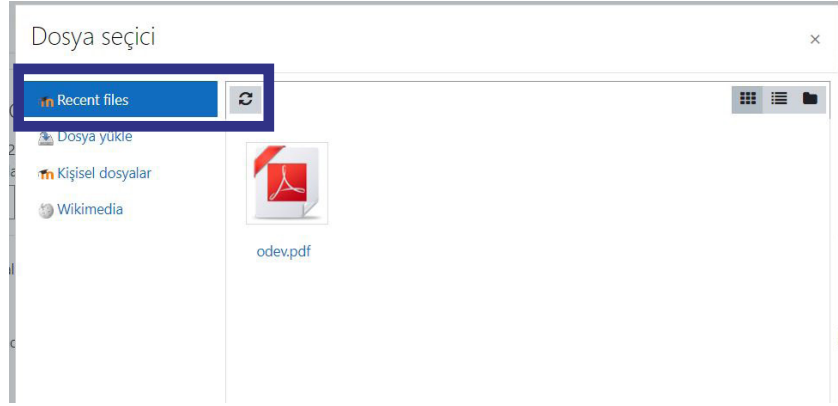 Dosya seçici
×
Recent files
Dosya yükle
Kişisel dosyalar
Wikimedia
odev.pdf